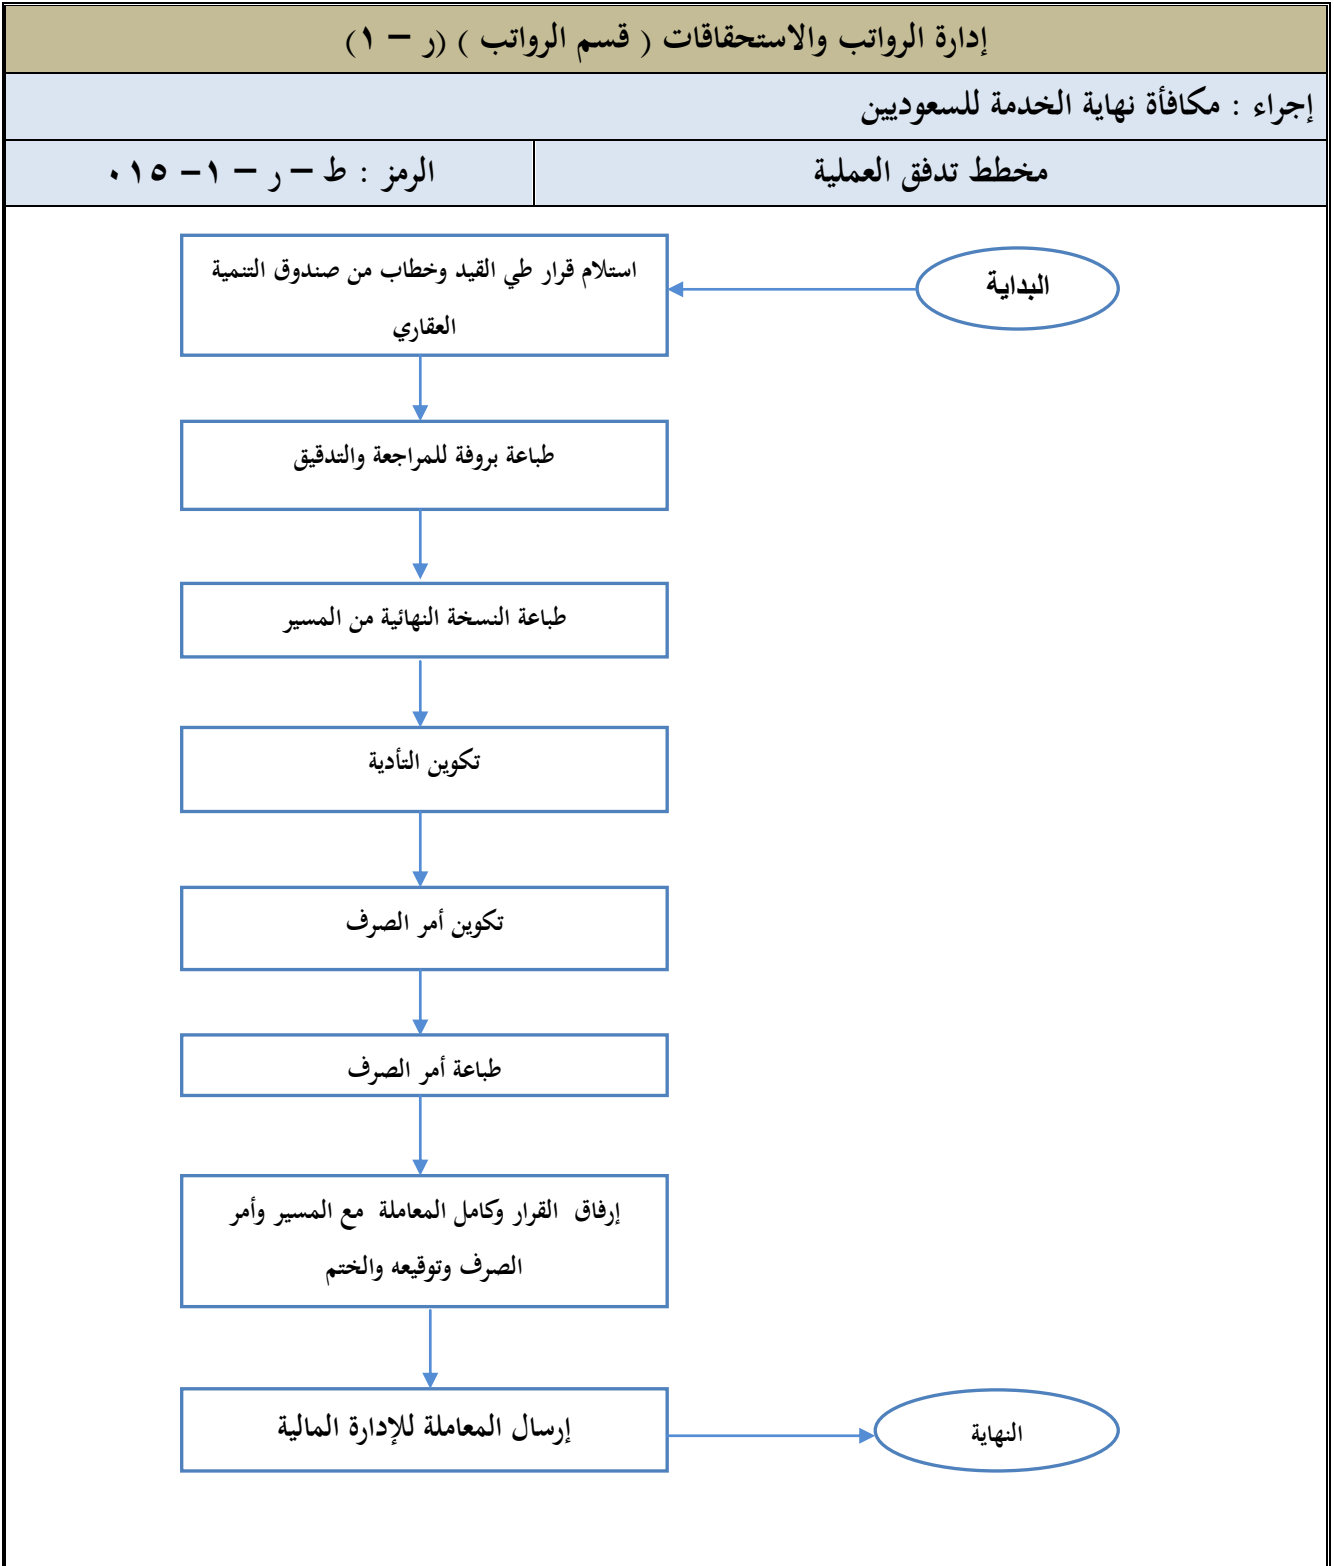 إدارة الرواتب والاستحقاقات ( قسم الرواتب ) (ر – ١)
إجراء : مكافأة نهاية الخدمة للسعوديين
مخطط تدفق العملية
الرمز : ط – ر – ١– ٠١٥
البداية
استلام قرار طي القيد وخطاب من صندوق التنمية
العقاري
طباعة بروفة للمراجعة والتدقيق
طباعة النسخة النهائية من المسير
تكوين التأدية
تكوين أمر الصرف
طباعة أمر الصرف
إرفاق القرار وكامل المعاملة مع المسير وأمر
الصرف وتوقيعه والختم
إرسال المعاملة للإدارة المالية
النهاية